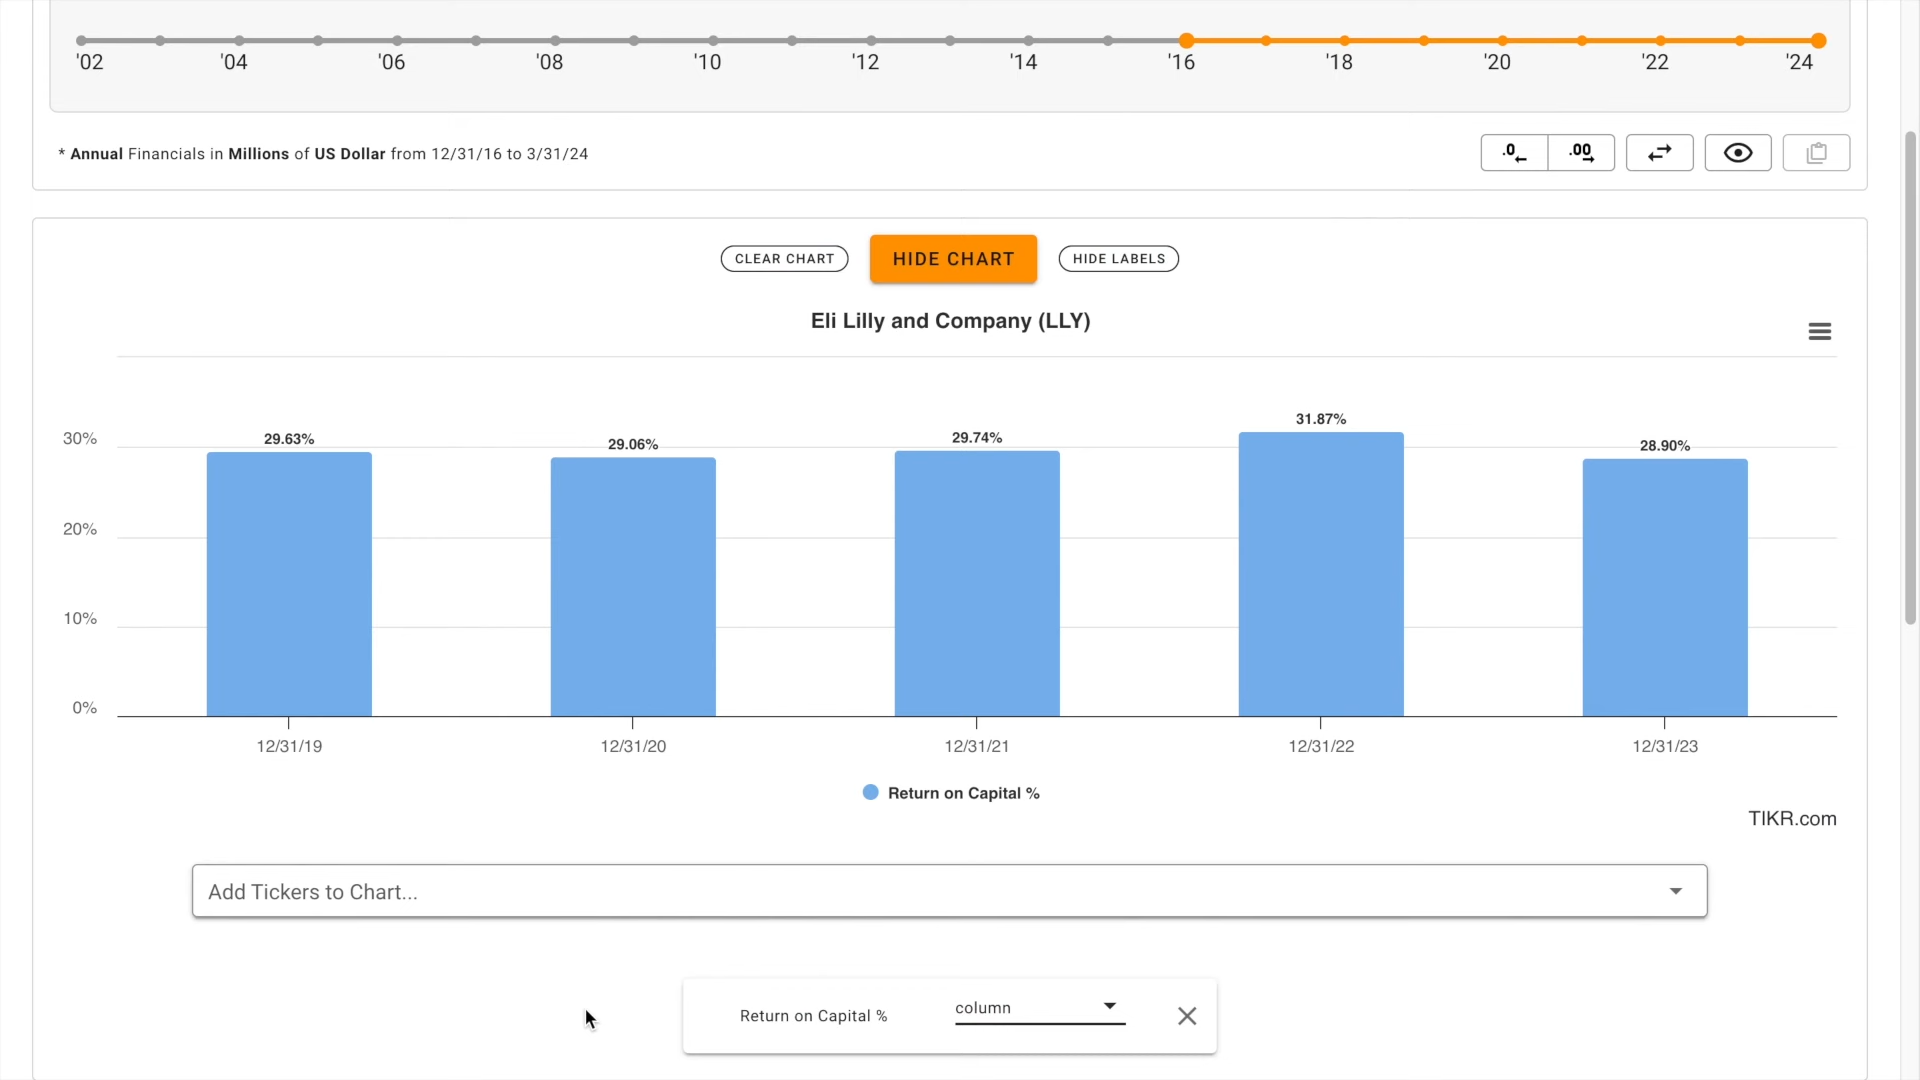 '02 '04 '06 '08 '10 '12 '14 '16 '18 '20 '22 '24
* Annual Financials in Millions of US Dollar from 12/31/16 to 3/31/24
.0 .00
CLEAR CHART HIDE CHART HIDE LABELS
Eli Lilly and Company (LLY)
31.87%
29.63% 29.06% 29.74% 28.90%
30%
20%
10%
0%
12/31/19 12/31/20 12/31/21 12/31/22 12/31/23
Return on Capital %
TIKR.com
Add Tickers to Chart...
Return on Capital % column